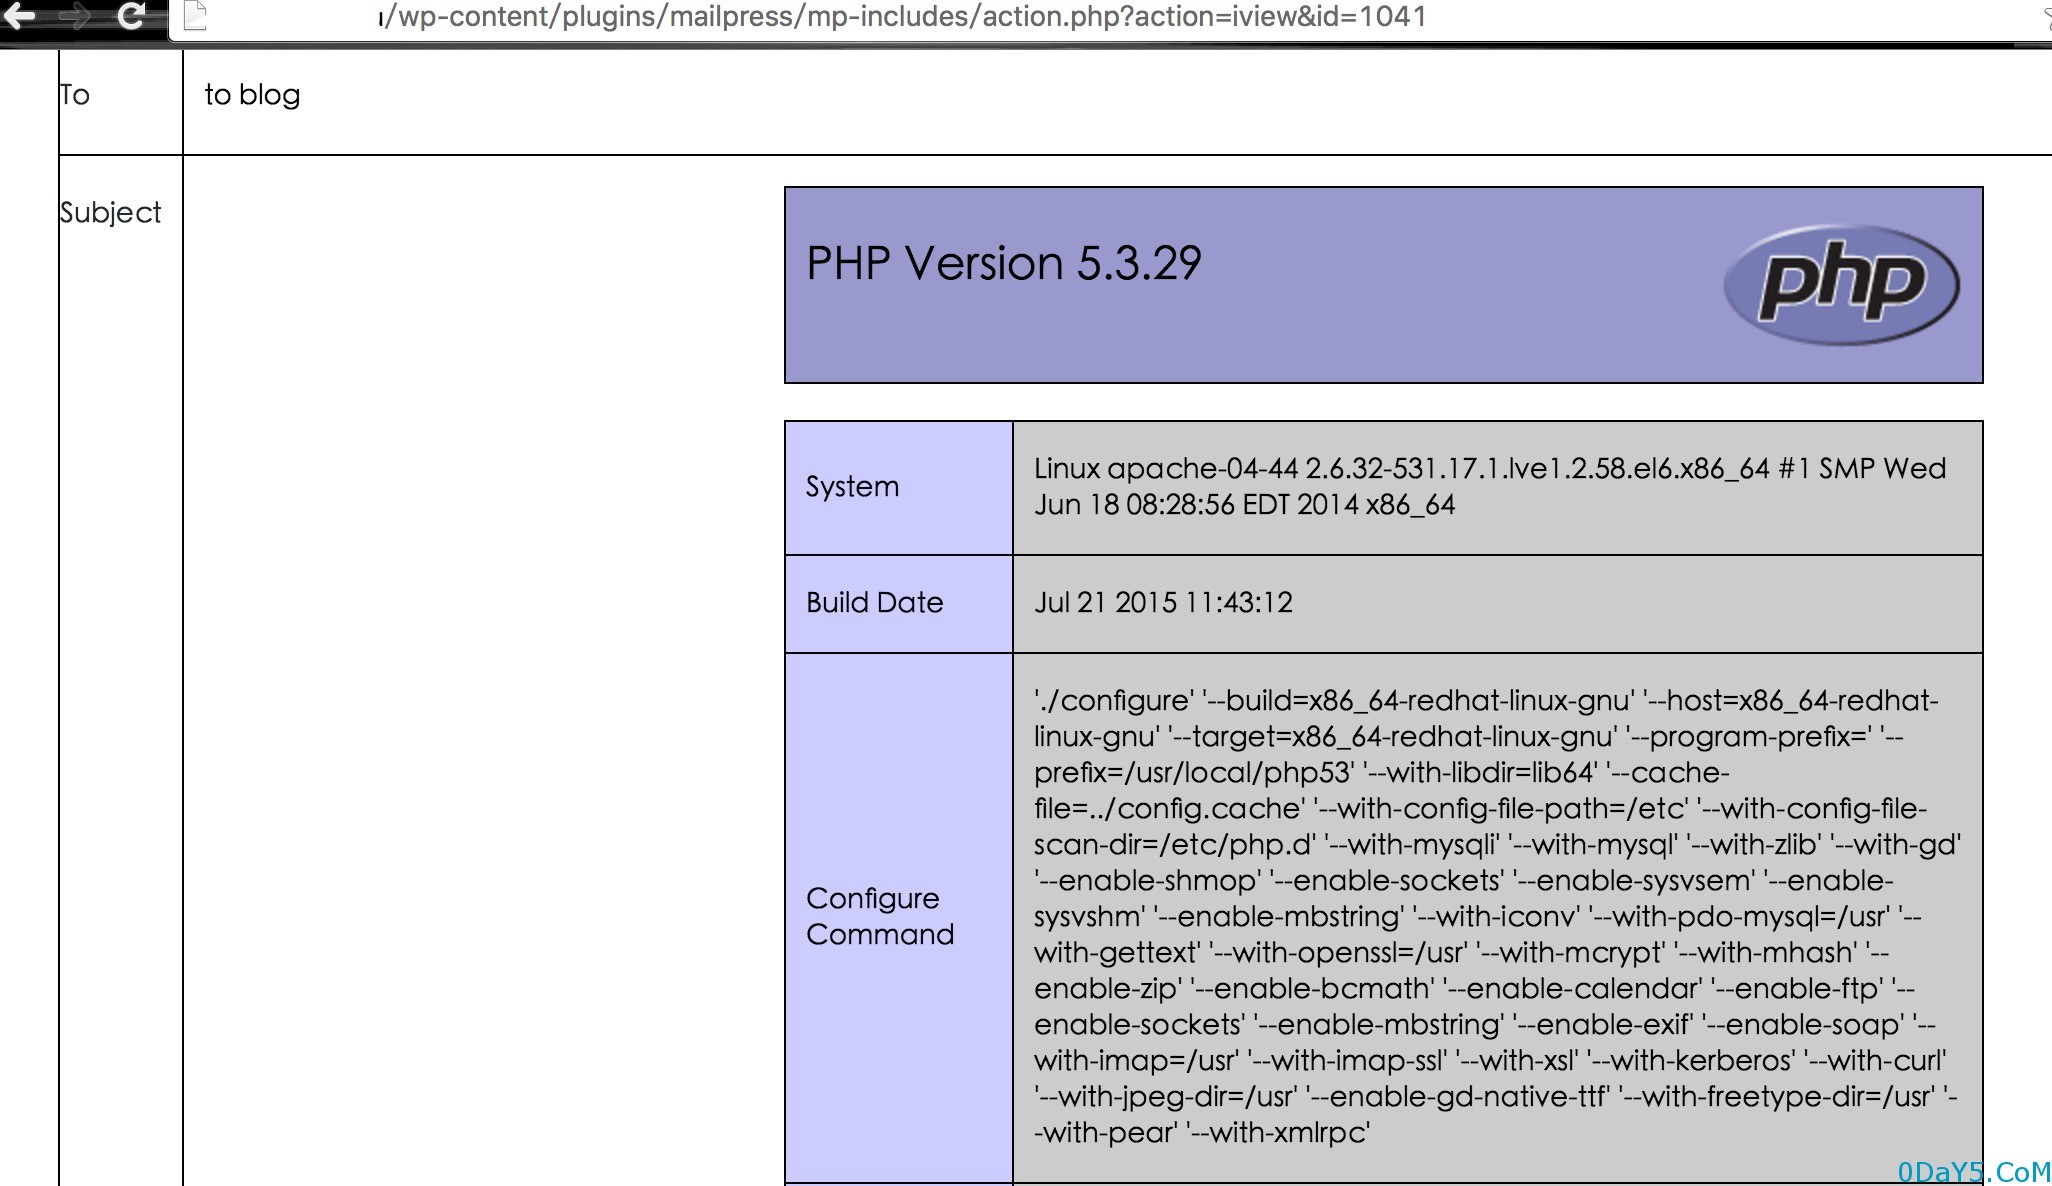 /wp-content/plugins/mailpress/mp-includes/action.php?action=iview&id=1041
To
to blog
Subject
PHP Version 5.3.29
php
System
Linux apache-04-44 2.6.32-531.17.1.lve1.2.58.el6.x86_64 #1 SMP Wed
Jun 18 08:28:56 EDT 2014 x86_64
Build Date
Jul 21 2015 11:43:12
Configure
Command
'./configure' '--build=x86_64-redhat-linux-gnu' '--host=x86_64-redhat-
linux-gnu' '--target=x86_64-redhat-linux-gnu' '--program-prefix=' '--
prefix=/usr/local/php53' '--with-libdir=lib64' '--cache-
file=../config.cache' '--with-config-file-path=/etc' '--with-config-file-
scan-dir=/etc/php.d' '--with-mysqli' '--with-mysql' '--with-zlib' '--with-gd'
'--enable-shmop' '--enable-sockets' '--enable-sysvsem' '--enable-
sysvshm' '--enable-mbstring' '--with-iconv' '--with-pdo-mysql=/usr' '--
with-gettext' '--with-openssl=/usr' '--with-mcrypt' '--with-mhash' '--
enable-zip' '--enable-bcmath' '--enable-calendar' '--enable-ftp' '--
enable-sockets' '--enable-mbstring' '--enable-exif' '--enable-soap' '--
with-imap=/usr' '--with-imap-ssl' '--with-xsl' '--with-kerberos' '--with-curl'
'--with-jpeg-dir=/usr' '--enable-gd-native-ttf' '--with-freetype-dir=/usr' '-
-with-pear' '--with-xmlrpc'
0DaY5.CoM